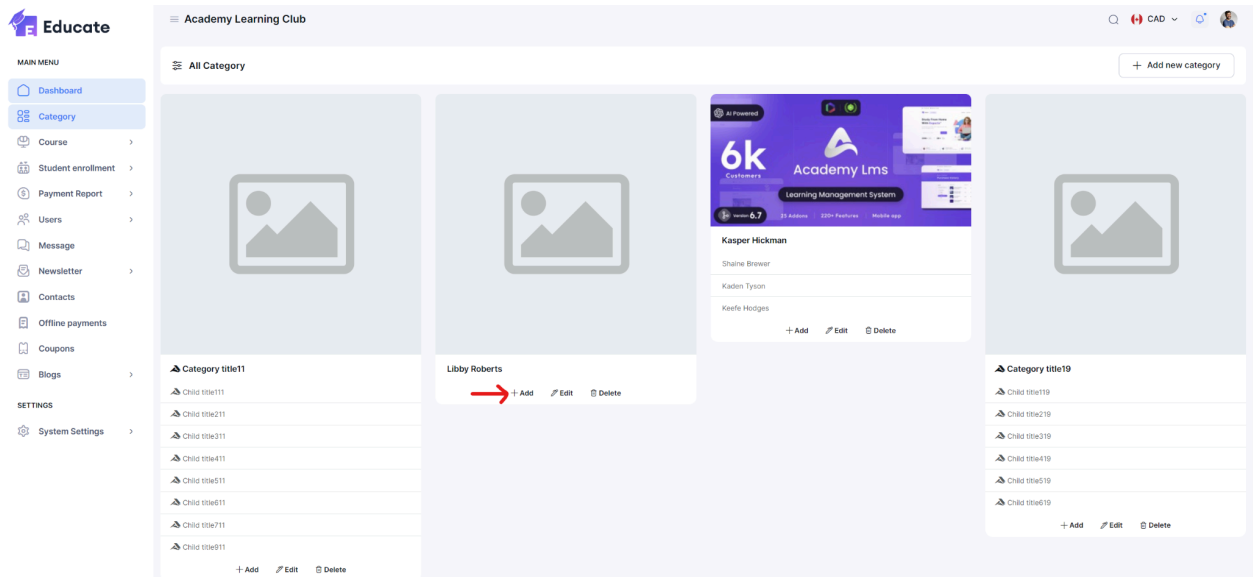 Educate
Academy Learning Club
CAD
MAIN MENU
Dashboard
Category
Course
Student enrollment
Payment Report
Users
Message
Newsletter
Contacts
Offline payments
Coupons
Blogs
SETTINGS
System Settings
All Category
+ Add new category
Category title11
Child title111
Child title211
Child title311
Child title411
Child title511
Child title611
Child title711
Child title911
+ Add Edit Delete
Libby Roberts
+ Add Edit Delete
AI Powered
6k
Customers
Academy Lms
Learning Management System
Version 6.7
25 Addons 220+ Features Mobile app
Kasper Hickman
Shaine Brewer
Kaden Tyson
Keefe Hodges
+ Add Edit Delete
Category title19
Child title119
Child title219
Child title319
Child title419
Child title519
Child title619
+ Add Edit Delete